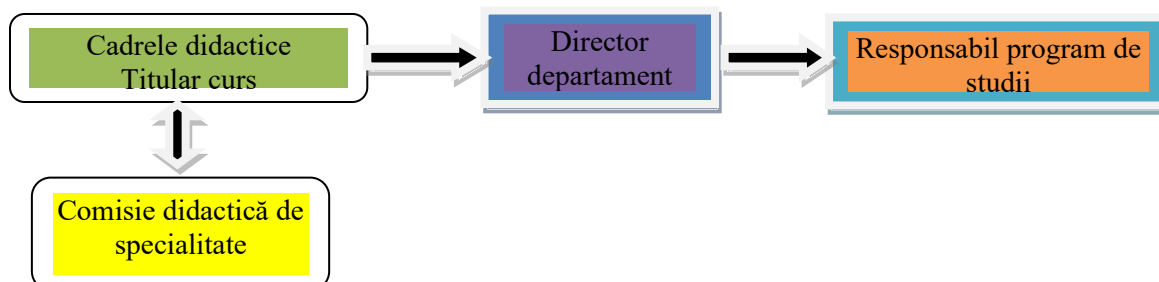 Cadrele didactice
Titular curs
Director
departament
Responsabil program de
studii
Comisie didactică de
specialitate